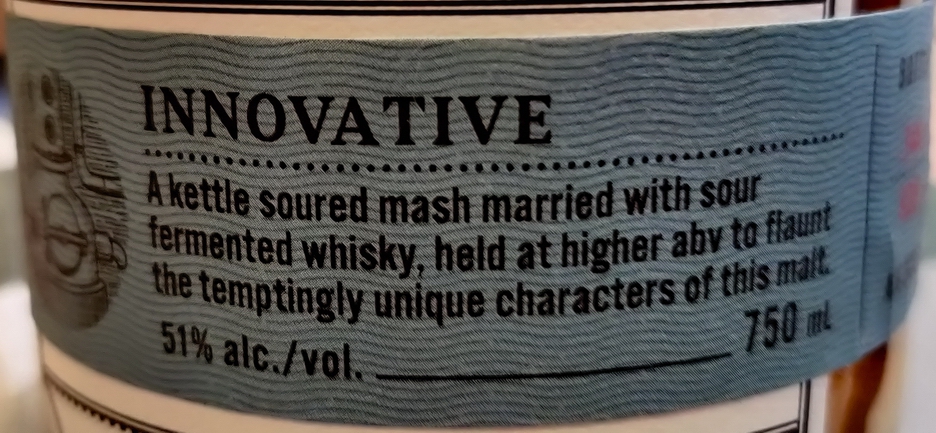 INNOVATIVE
A kettle soured mash married with sour
fermented whisky, held at higher abv to flaunt
the temptingly unique characters of this malt.
51% alc./vol. 750 mL